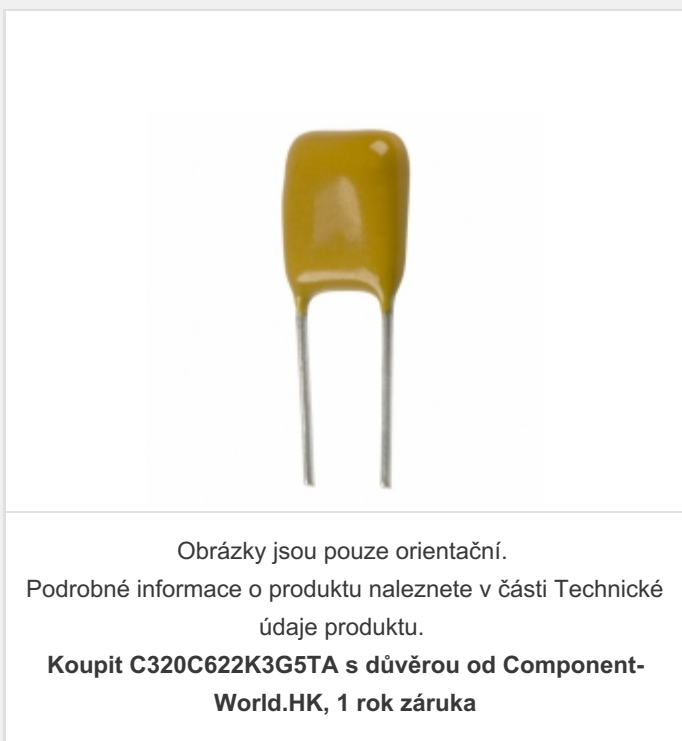 Obrázky jsou pouze orientační.
Podrobné informace o produktu naleznete v části Technické
údaje produktu.
Koupit C320C622K3G5TA s důvěrou od Component-
World.HK, 1 rok záruka